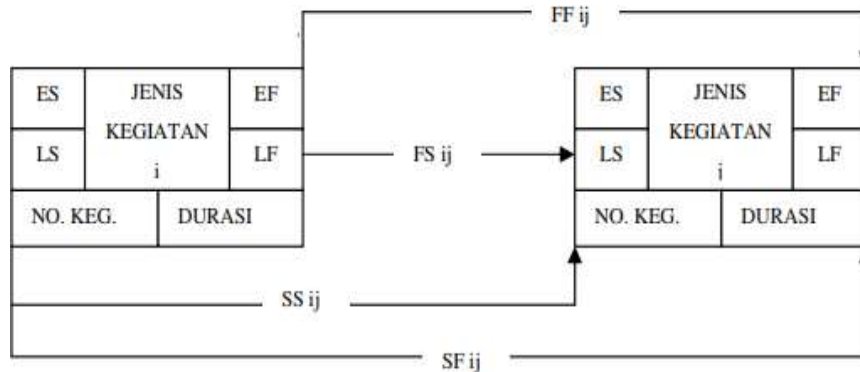 FF ij
ES
JENIS
KEGIATAN
i
EF
LS
LF
NO. KEG.
DURASI
FS ij
ES
JENIS
KEGIATAN
j
EF
LS
LF
NO. KEG.
DURASI
SS ij
SF ij